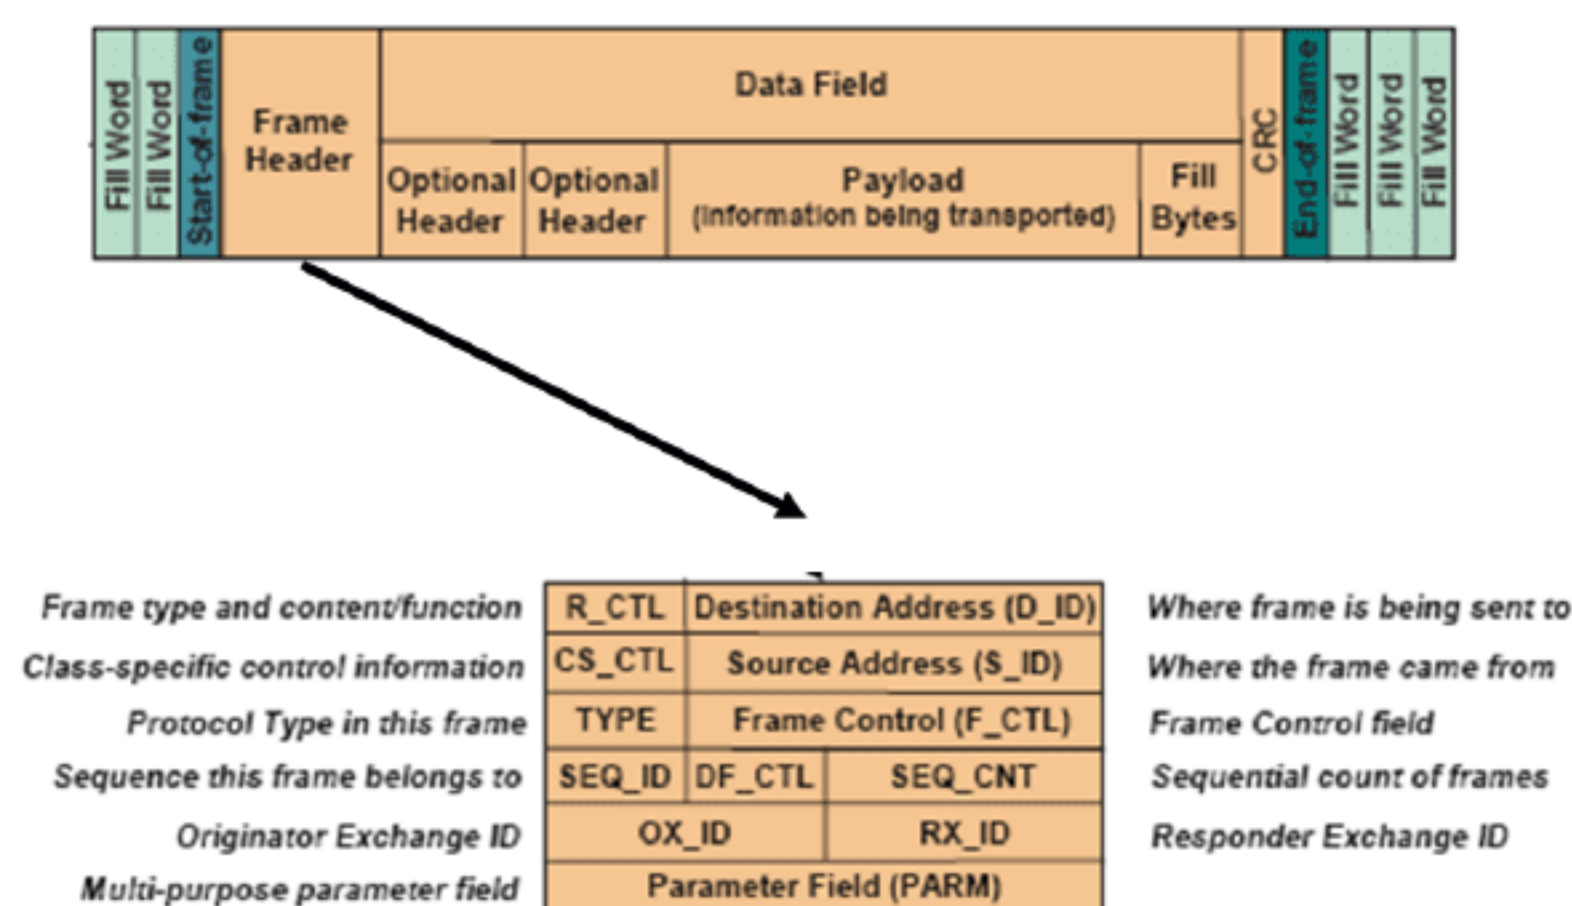 Fill Word
Fill Word
Start-of-frame
Frame
Header
Data Field
Optional
Header
Optional
Header
Payload
(Information being transported)
Fill
Bytes
CRC
End-of-frame
Fill Word
Fill Word
Fill Word
Frame type and content/function R_CTL Destination Address (D_ID) Where frame is being sent to
Class-specific control information CS_CTL Source Address (S_ID) Where the frame came from
Protocol Type in this frame TYPE Frame Control (F_CTL) Frame Control field
Sequence this frame belongs to SEQ_ID DF_CTL SEQ_CNT Sequential count of frames
Originator Exchange ID OX_ID RX_ID Responder Exchange ID
Multi-purpose parameter field Parameter Field (PARM)